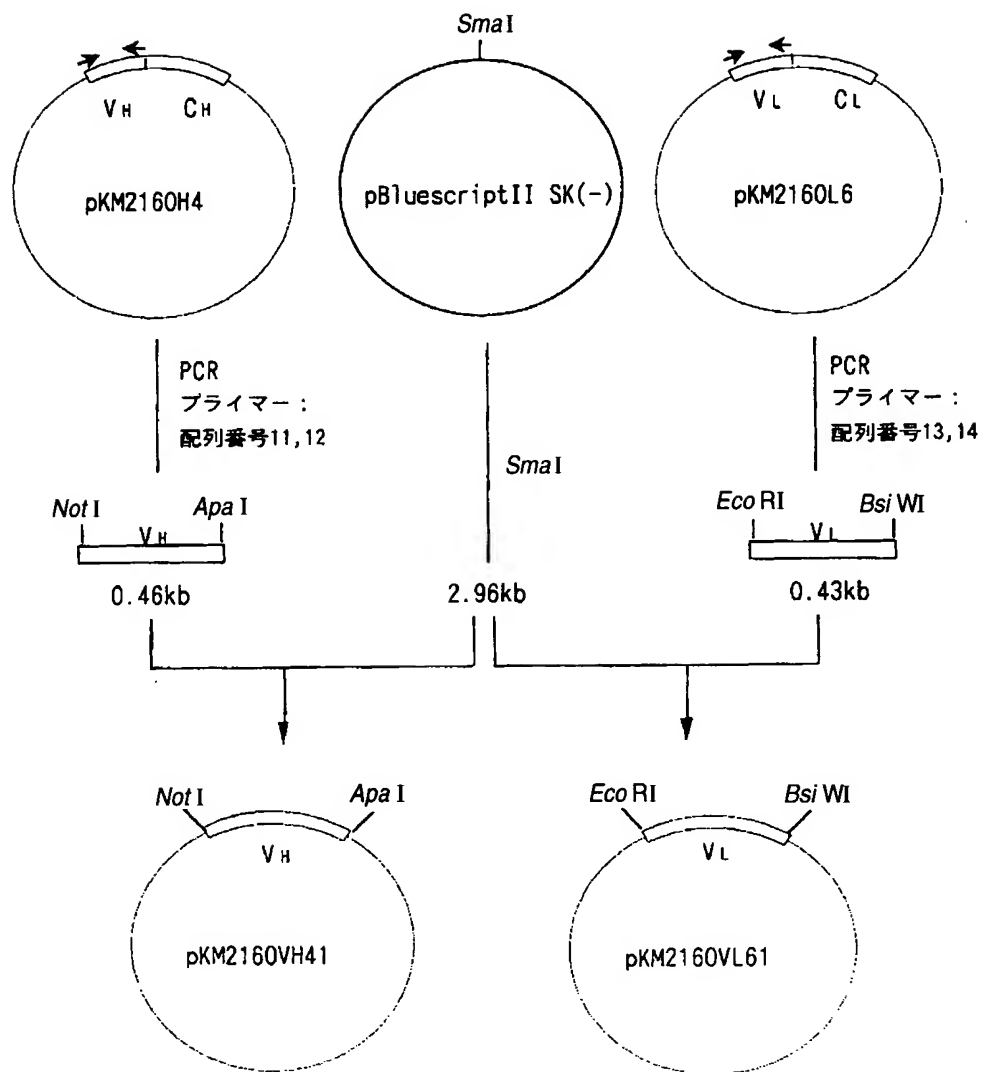 SmaI
VH CH
pKM2160H4
pBluescriptII SK(-)
VL CL
pKM2160L6
PCR
プライマー：
配列番号11,12
SmaI
PCR
プライマー：
配列番号13,14
NotI ApaI
VH
0.46kb
2.96kb
EcoRI BsiWI
VL
0.43kb
NotI ApaI
VH
pKM2160VH41
EcoRI BsiWI
VL
pKM2160VL61